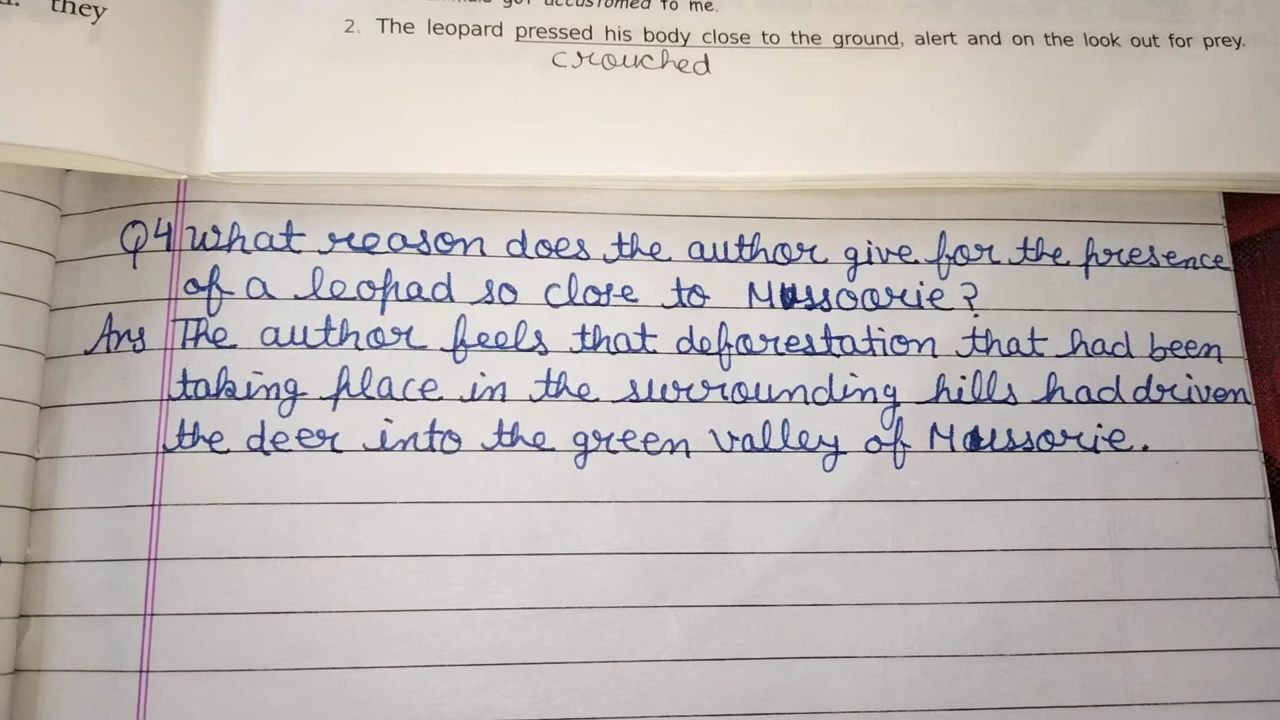 they
accustomed to me.
2. The leopard pressed his body close to the ground, alert and on the look out for prey.
crouched
Q4 What reason does the author give for the presence
of a leopad so close to Mussoorie?
Ans The author feels that deforestation that had been
taking place in the surrounding hills had driven
the deer into the green valley of Mussorie.